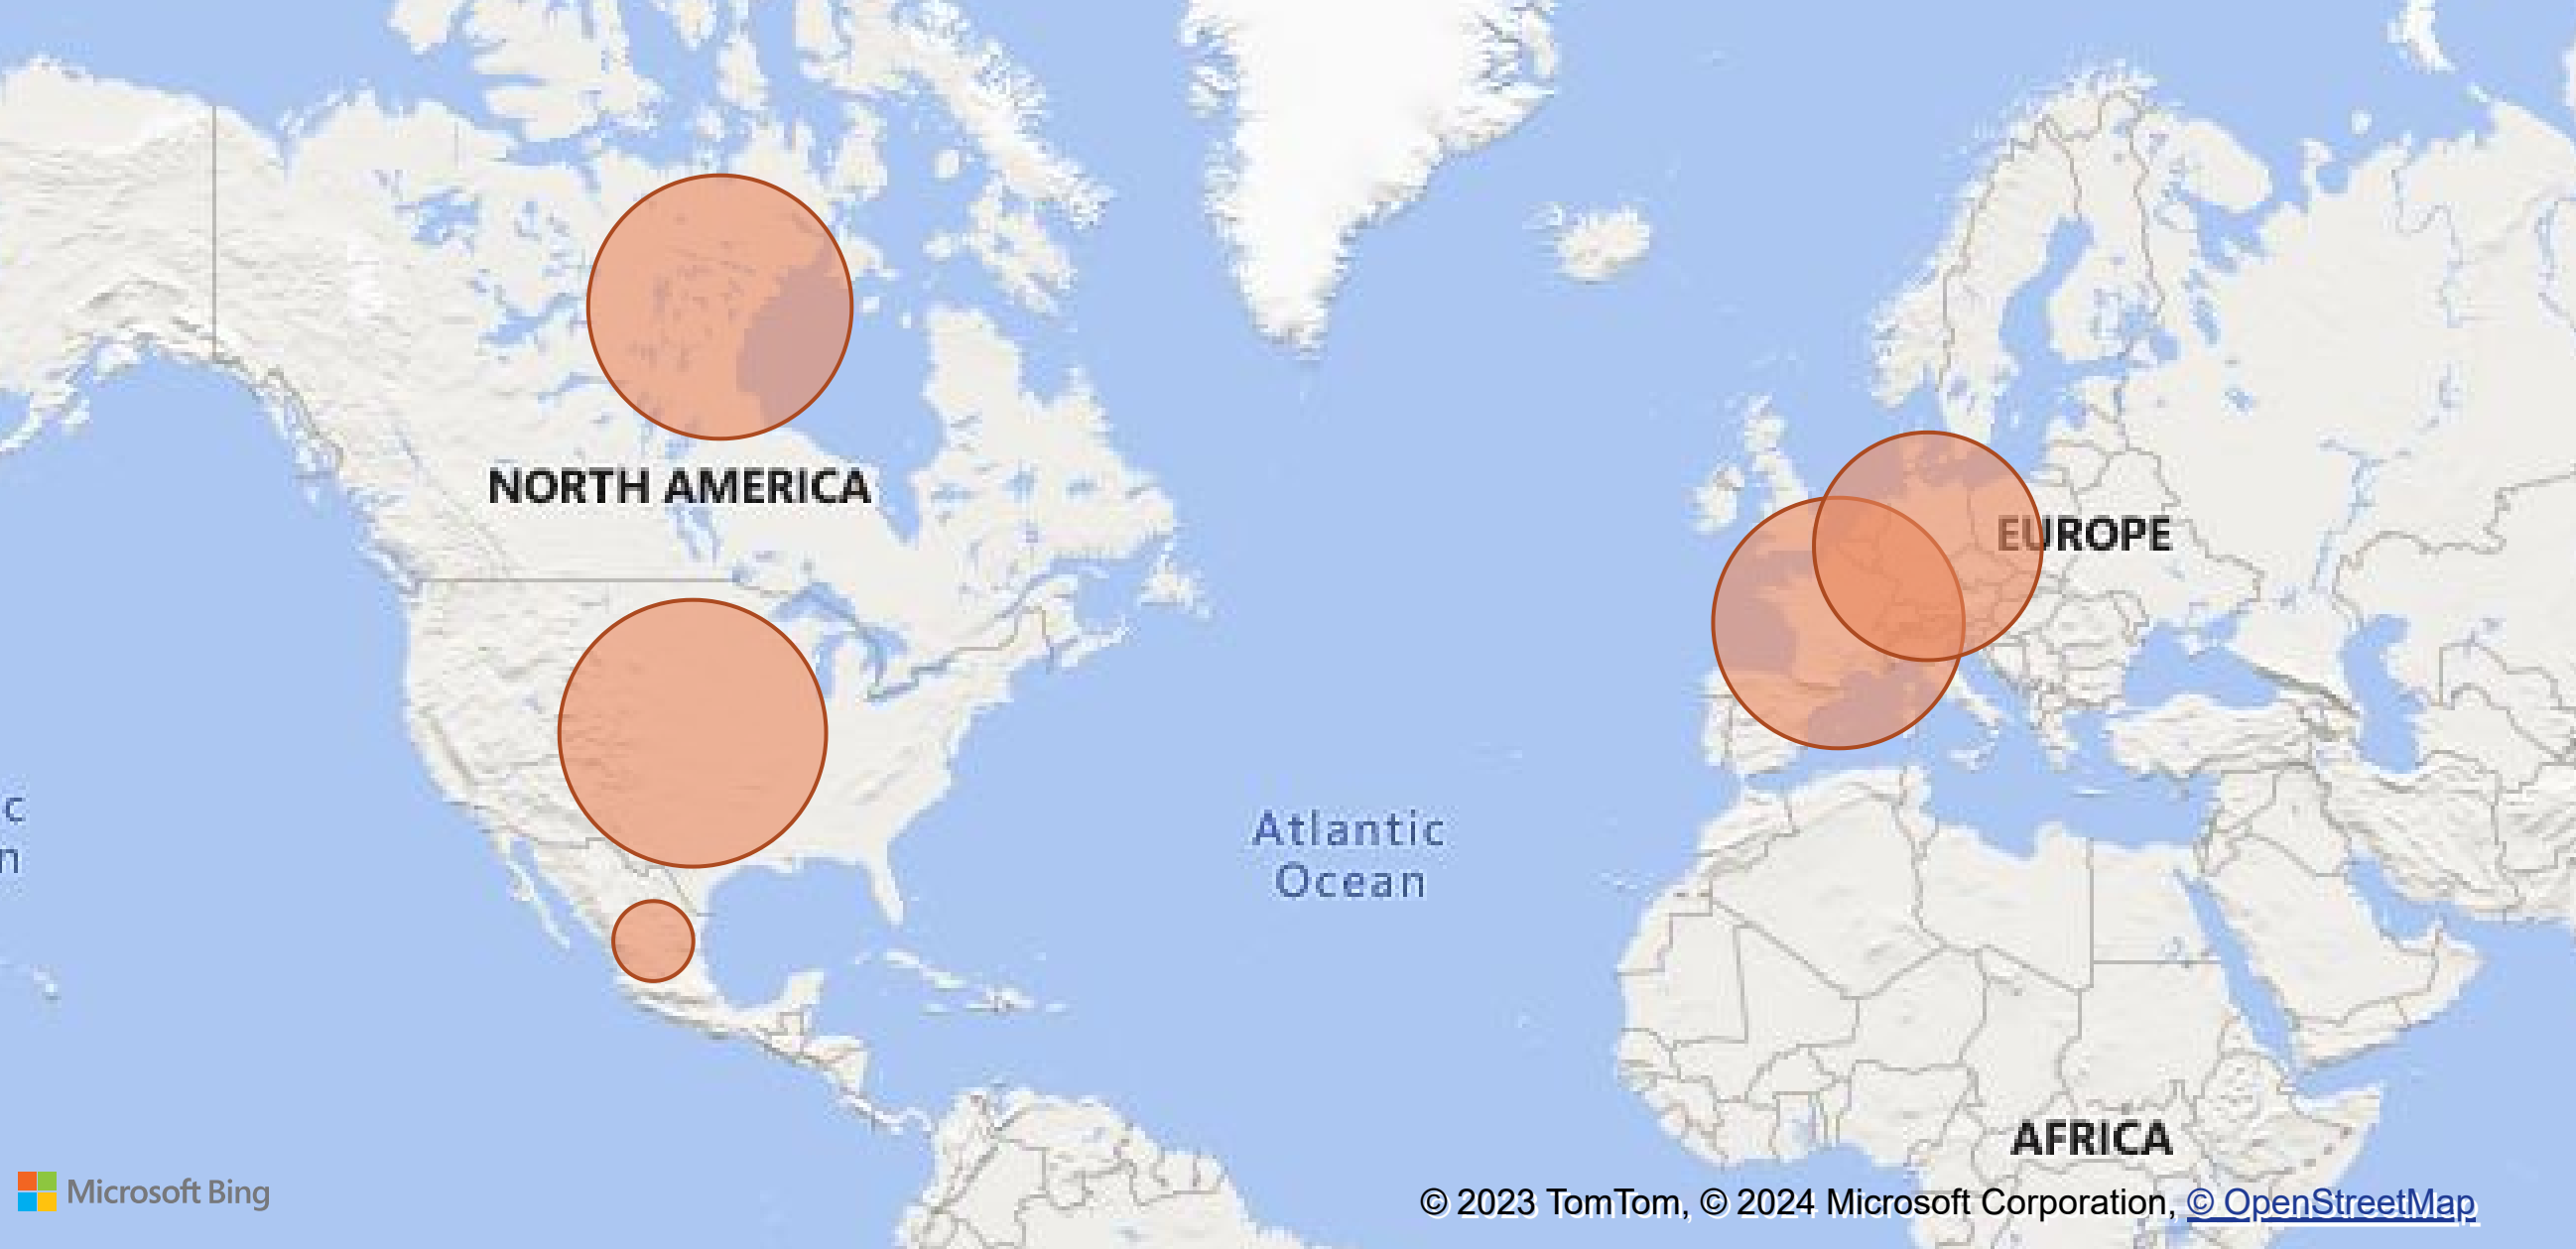 NORTH AMERICA
EUROPE
c
n
Atlantic
Ocean
AFRICA
Microsoft Bing
© 2023 TomTom, © 2024 Microsoft Corporation, © OpenStreetMap